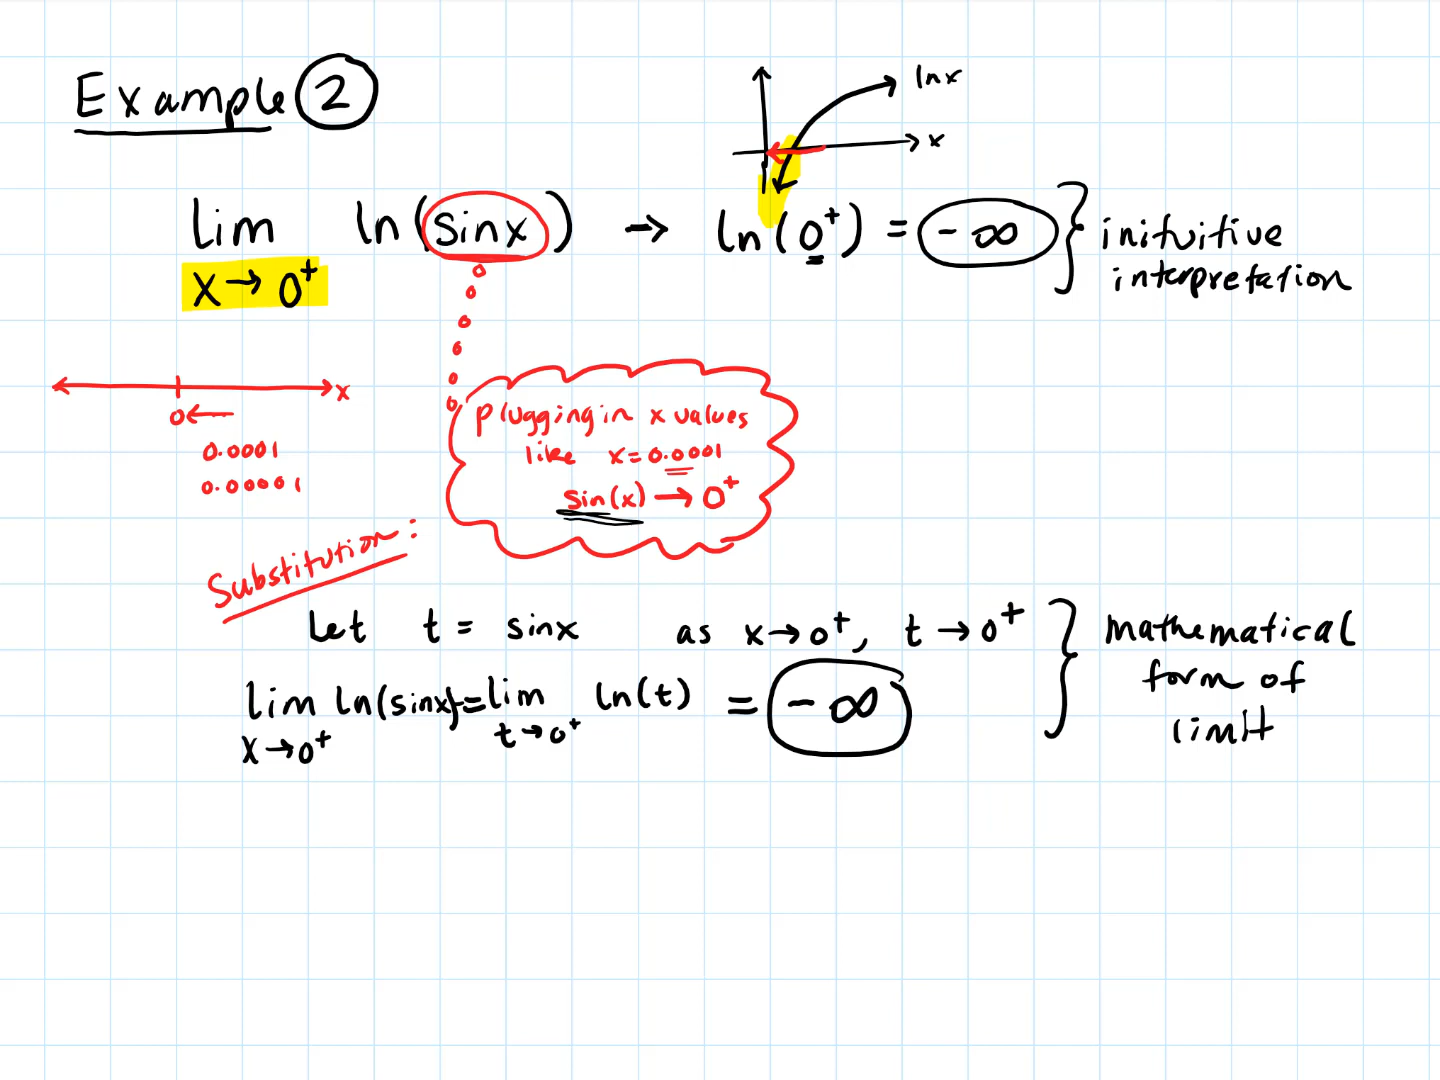 Example 2
ln x
x
lim ln(sinx) → ln(0⁺) = -∞
x → 0⁺
inituitive
interpretation
x
0
0.0001
0.00001
plugging in x values
like x = 0.0001
sin(x) → 0⁺
Substitution:
Let t = sinx as x→0⁺, t→0⁺
lim ln(sinx) = lim ln(t) = -∞
x→0⁺ t→0⁺
mathematical
form of
limit